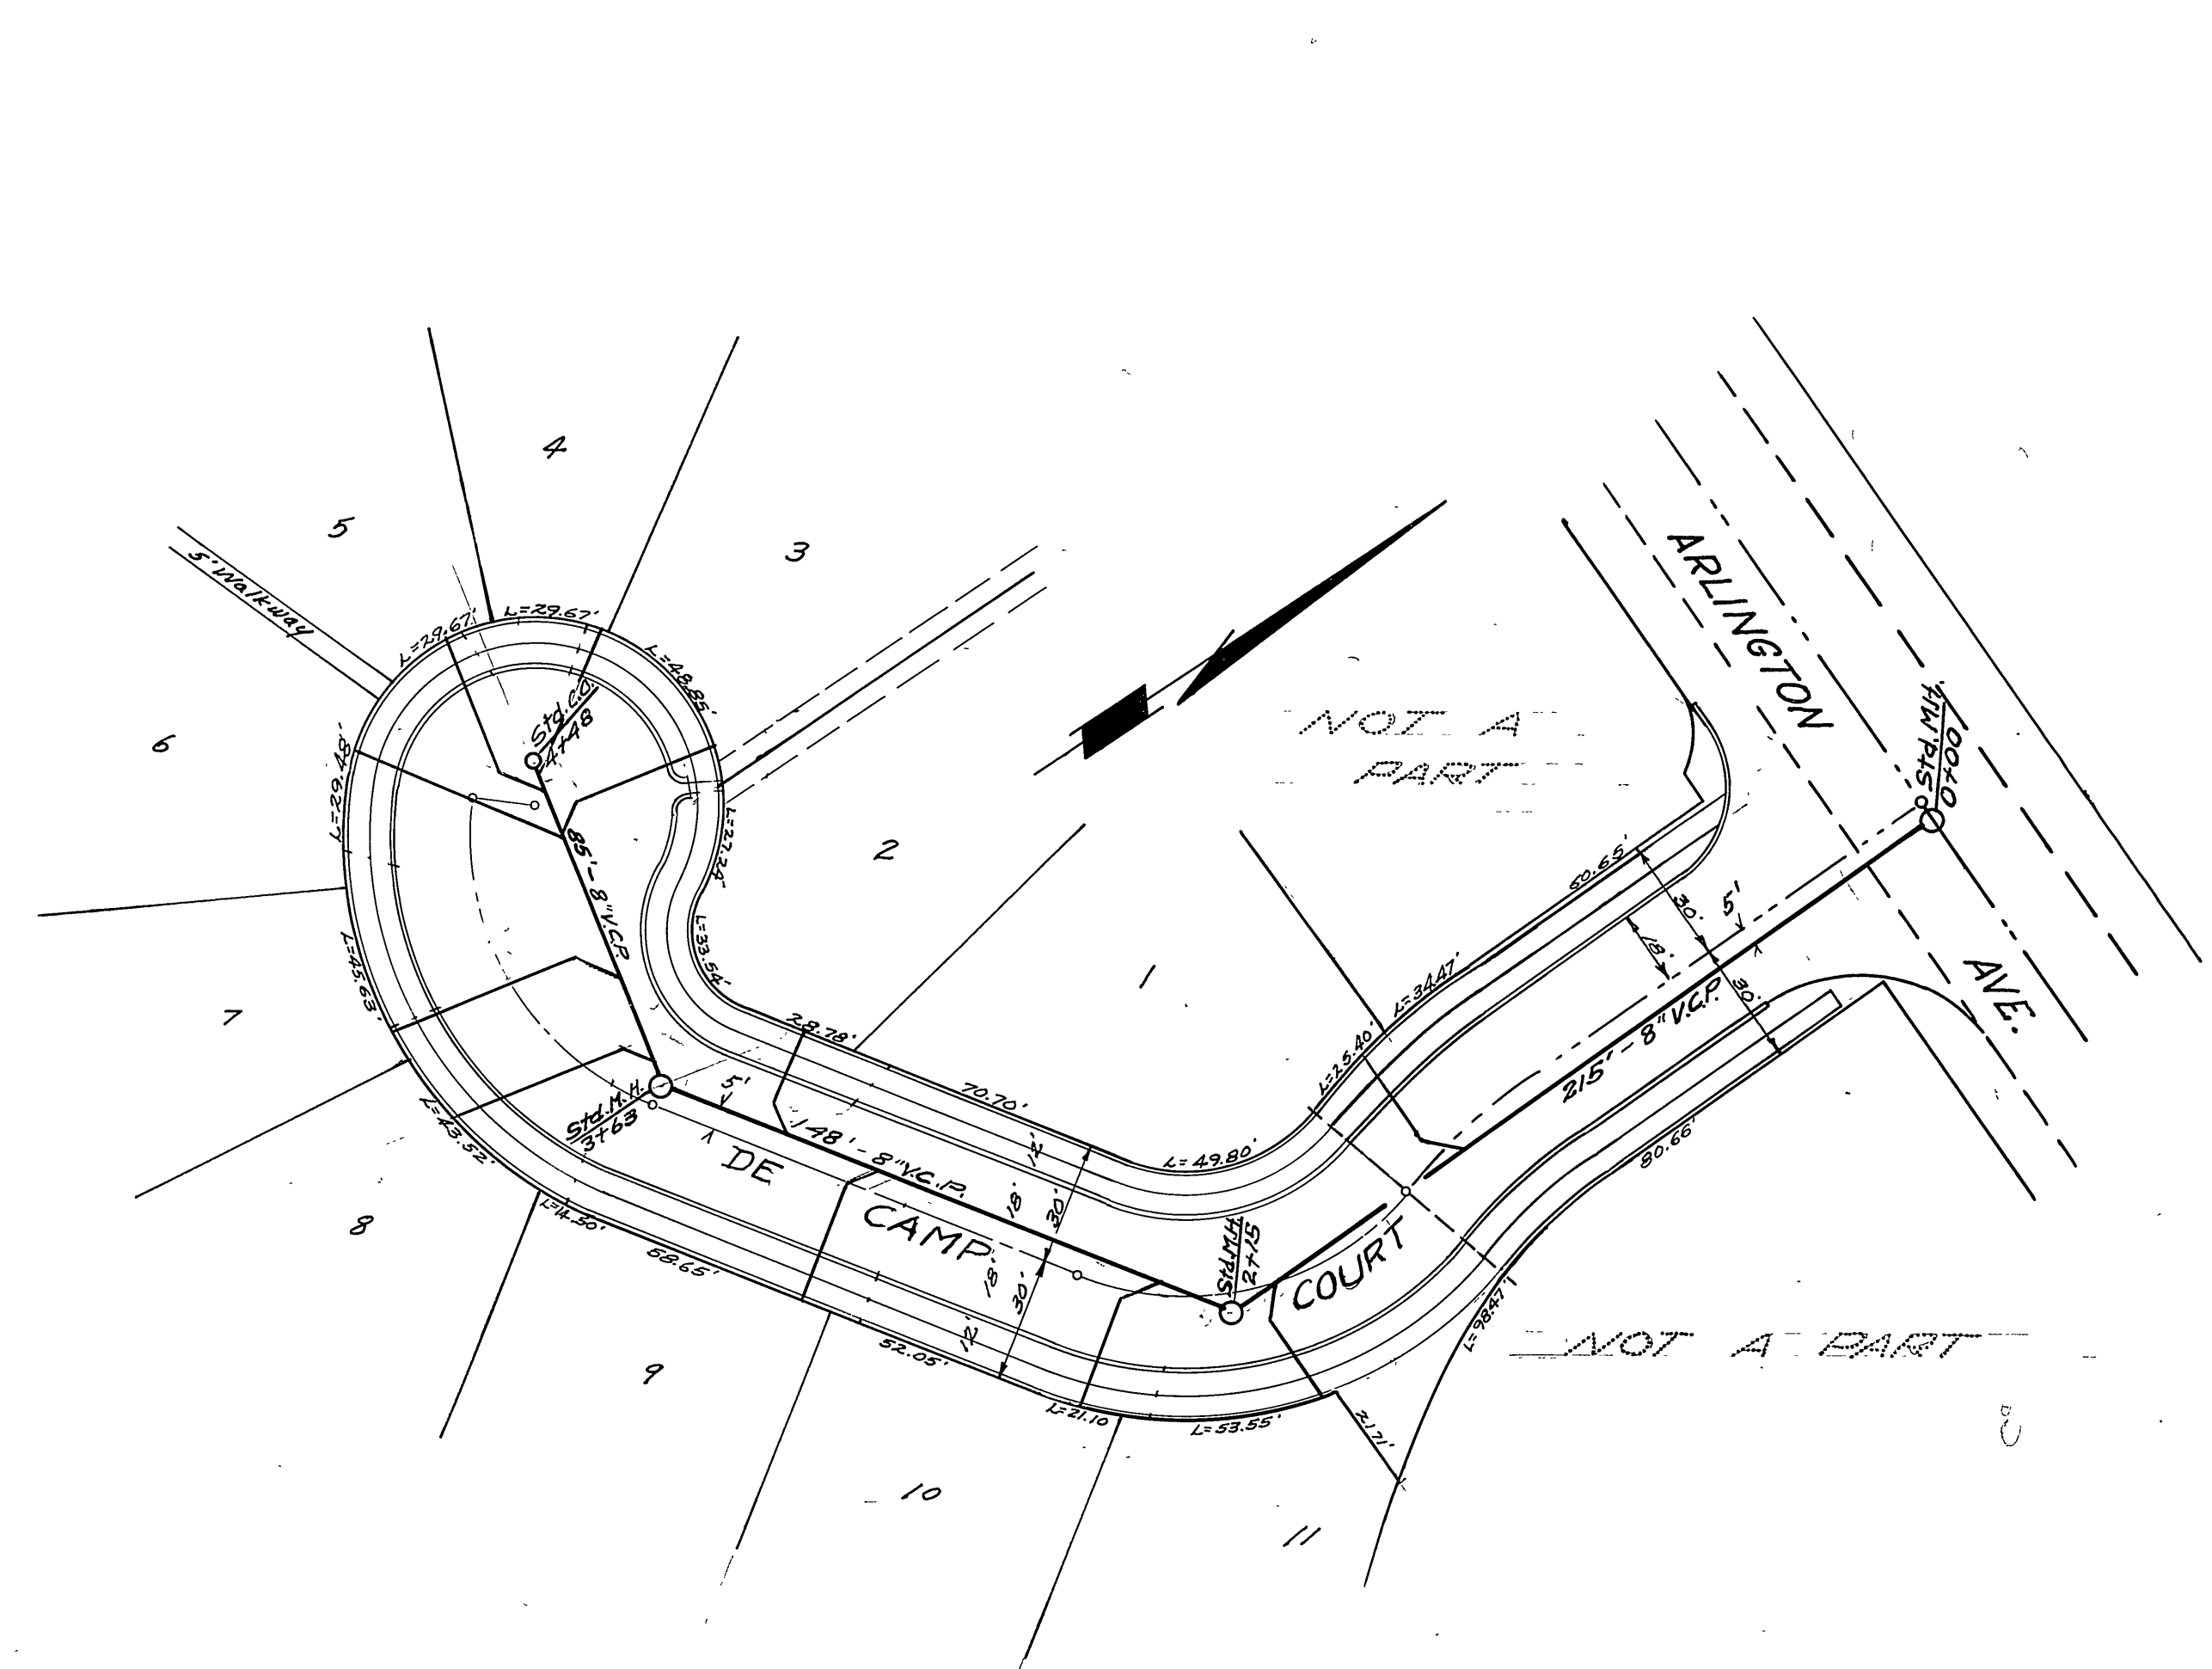 4
5
3
5' Walkway
6
L=29.67'
L=29.67'
L=48.85'
Std. C.O.
4+48
L=29.48'
L=27.24'
85'-8"V.C.P.
2
NOT A
PART
ARLINGTON
AVE.
Std. M.H.
0+00
60.65'
30'
5'
18'
30'
L=34.47'
L=25.40'
215'-8"V.C.P.
1
L=33.54'
L=45.63'
7
28.78'
70.70'
Std. M.H.
3+63
5'
148'-8"V.C.P.
DE
CAMP
COURT
12'
18'
30'
18'
30'
12'
L=49.80'
Std. M.H.
2+15
80.66'
L=43.52'
L=14.50'
58.65'
52.05'
8
9
L=21.10
L=53.55'
21.71'
L=98.47'
NOT A PART
10
11